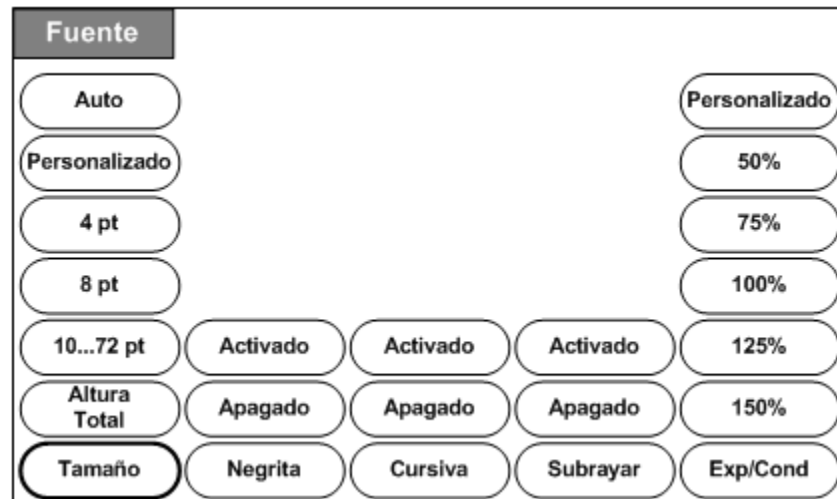 Fuente
Auto
Personalizado
Personalizado
50%
4 pt
75%
8 pt
100%
10...72 pt
Activado
Activado
Activado
125%
Altura
Total
Apagado
Apagado
Apagado
150%
Tamaño
Negrita
Cursiva
Subrayar
Exp/Cond